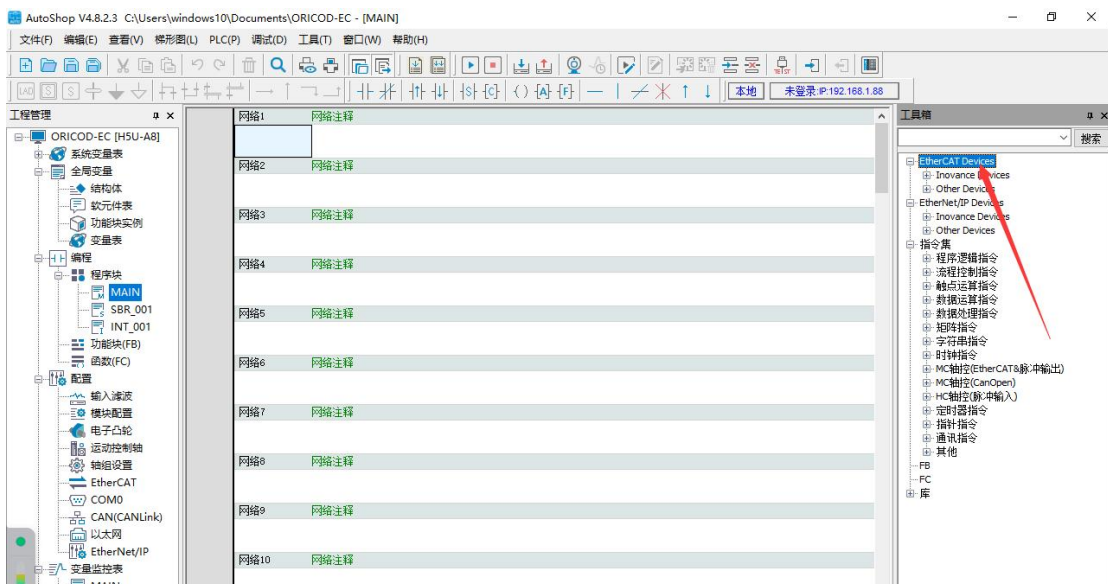 AutoShop V4.8.2.3 C:\Users\windows10\Documents\ORICOD-EC - [MAIN]
文件(F) 编辑(E) 查看(V) 梯形图(L) PLC(P) 调试(D) 工具(T) 窗口(W) 帮助(H)
本地 未登录:IP:192.168.1.88
工程管理
ORICOD-EC [H5U-A8]
系统变量表
全局变量
结构体
软元件表
功能块实例
变量表
编程
程序块
MAIN
SBR_001
INT_001
功能块(FB)
函数(FC)
配置
输入滤波
模块配置
电子凸轮
运动控制轴
轴组设置
EtherCAT
COM0
CAN(CANLink)
以太网
EtherNet/IP
变量监控表
MAIN
网络1 网络注释
网络2 网络注释
网络3 网络注释
网络4 网络注释
网络5 网络注释
网络6 网络注释
网络7 网络注释
网络8 网络注释
网络9 网络注释
网络10 网络注释
工具箱
搜索
EtherCAT Devices
Inovance Devices
Other Devices
EtherNet/IP Devices
Inovance Devices
Other Devices
指令集
程序逻辑指令
流程控制指令
触点运算指令
数据运算指令
数据处理指令
矩阵指令
字符串指令
时钟指令
MC轴控(EtherCAT&脉冲输出)
MC轴控(CanOpen)
HC轴控(脉冲输入)
定时器指令
指针指令
通讯指令
其他
FB
FC
库